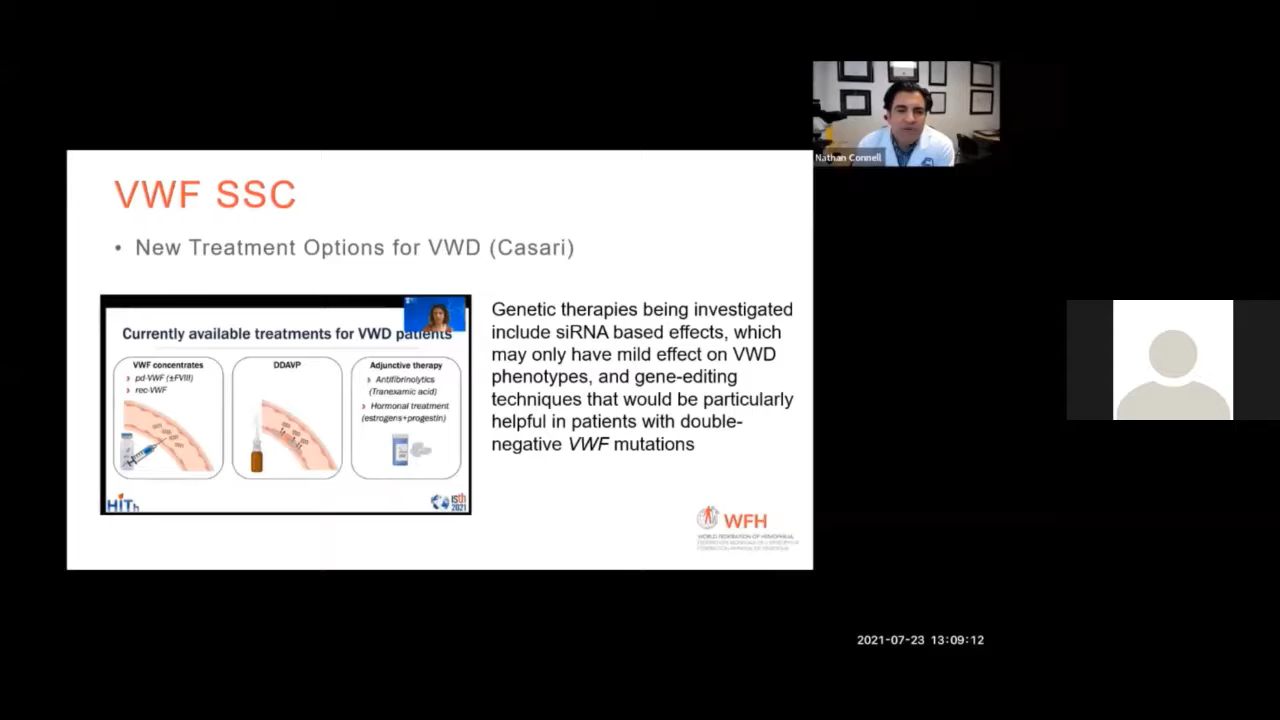 Nathan Connell
VWF SSC
• New Treatment Options for VWD (Casari)
Currently available treatments for VWD patients
VWF concentrates
pd-VWF (±FVIII)
rec-VWF
DDAVP
Adjunctive therapy
Antifibrinolytics
(Tranexamic acid)
Hormonal treatment
(estrogens+progestin)
HITh
isth
2021
Genetic therapies being investigated
include siRNA based effects, which
may only have mild effect on VWD
phenotypes, and gene-editing
techniques that would be particularly
helpful in patients with double-
negative VWF mutations
WFH
WORLD FEDERATION OF HEMOPHILIA
2021-07-23 13:09:12